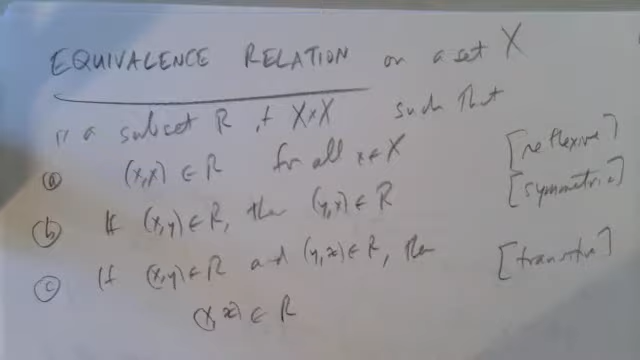 EQUIVALENCE RELATION on a set X
is a subset R of X×X such that
(a) (x,x) ∈ R for all x ∈ X [reflexive]
(b) If (x,y) ∈ R, then (y,x) ∈ R [symmetric]
(c) If (x,y) ∈ R and (y,z) ∈ R, then [transitive]
(x,z) ∈ R